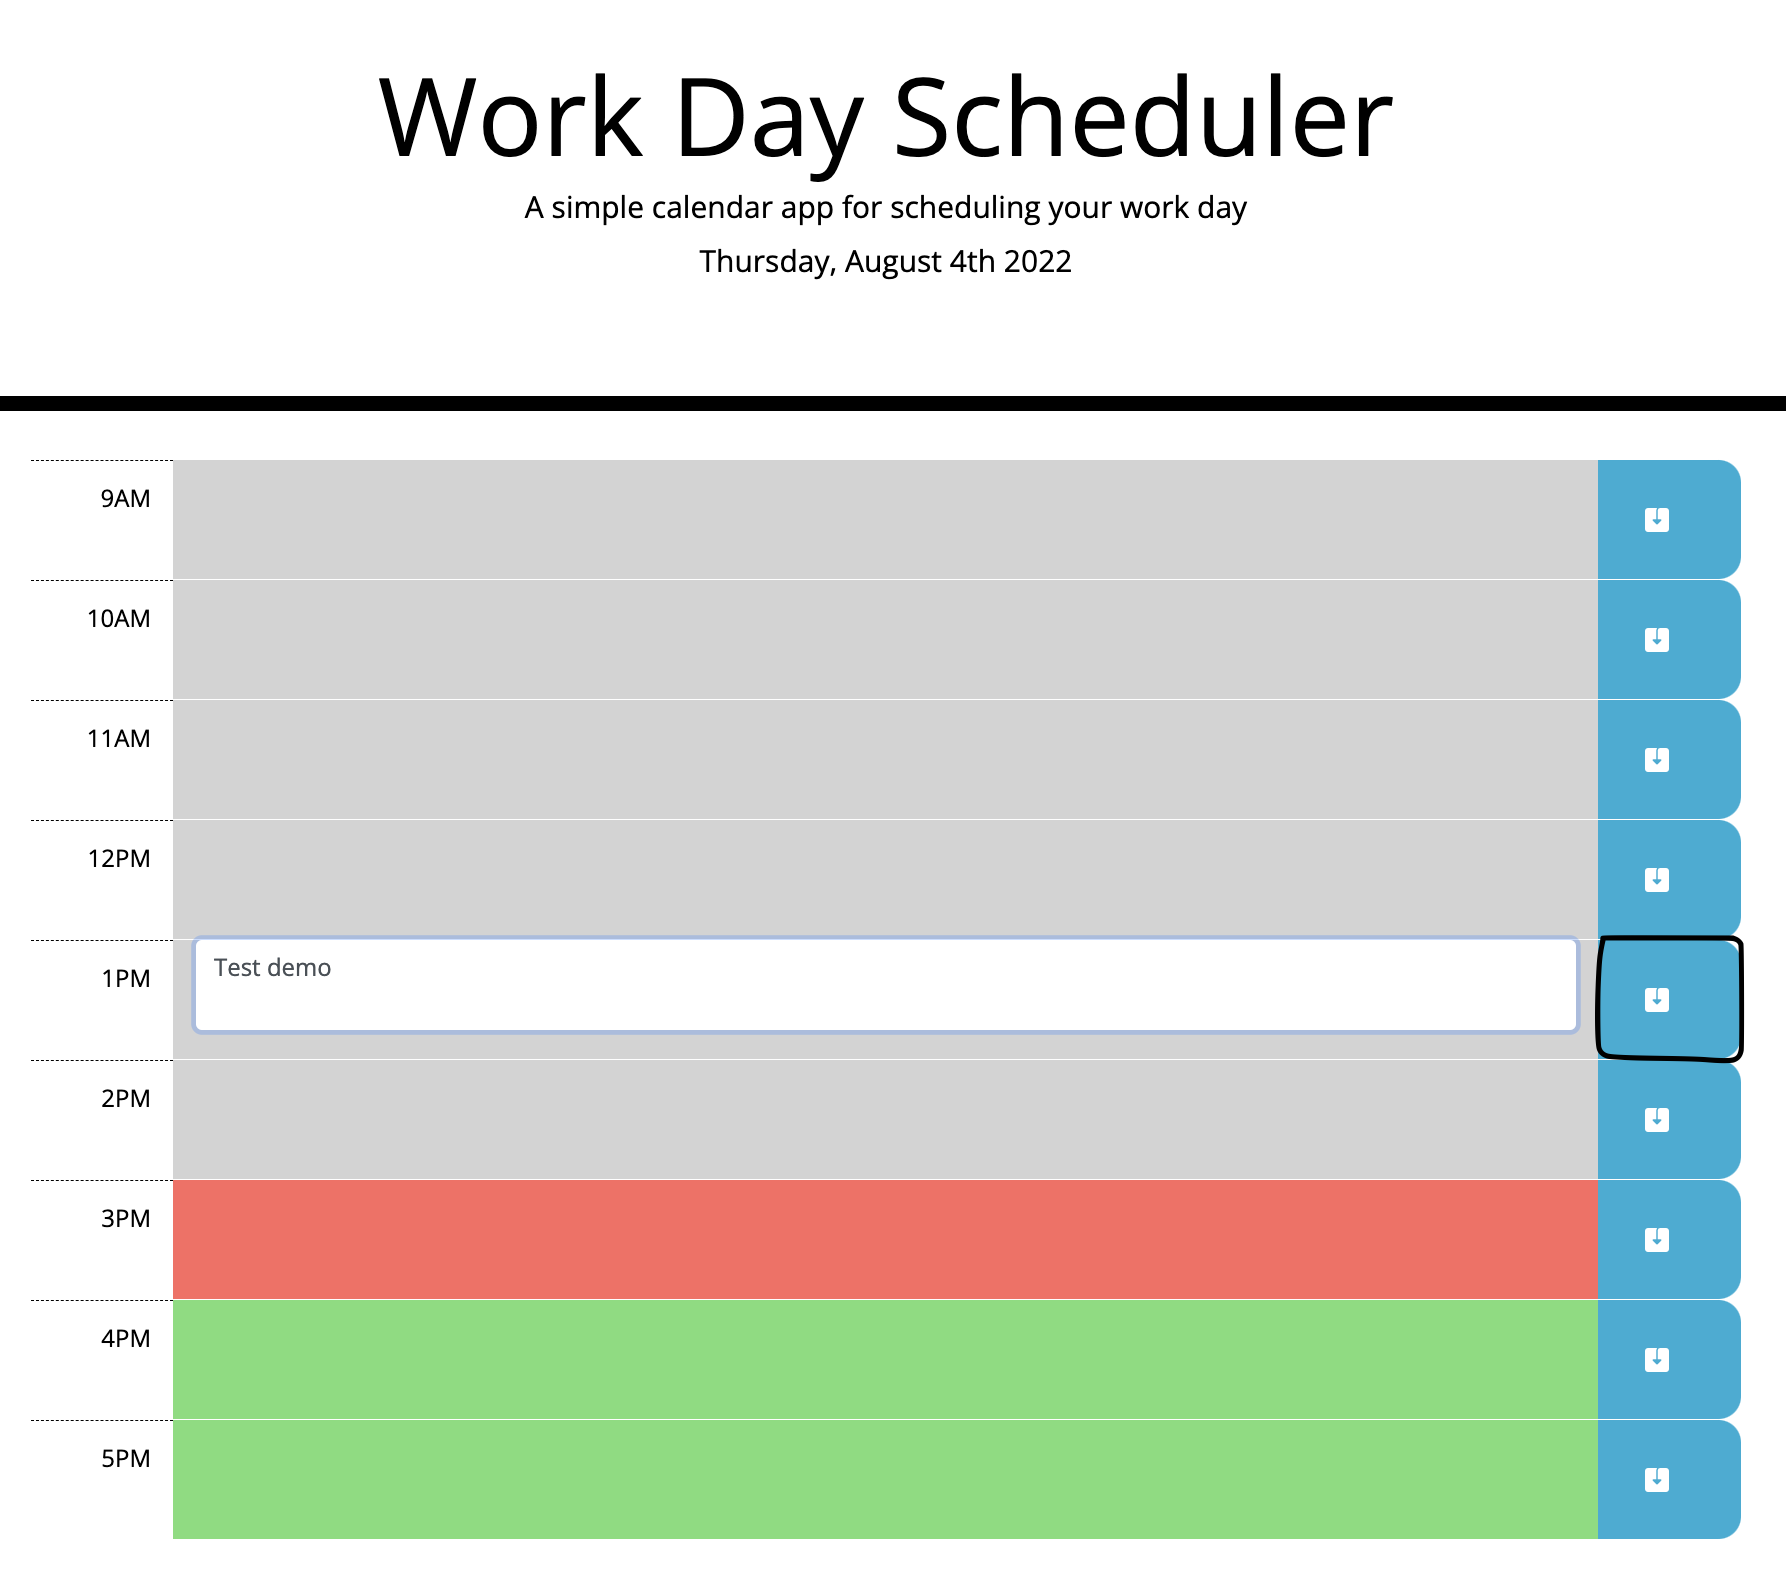 Work Day Scheduler
A simple calendar app for scheduling your work day
Thursday, August 4th 2022
9AM
10AM
11AM
12PM
1PM
Test demo
2PM
3PM
4PM
5PM